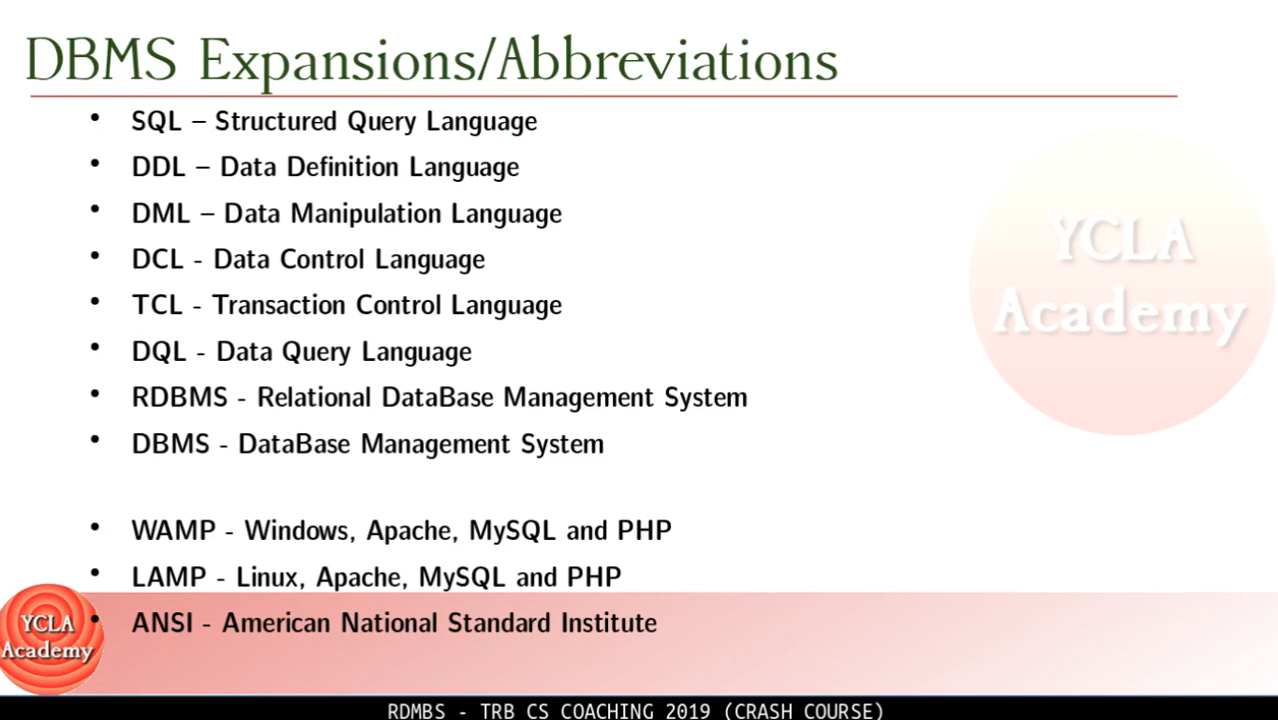 DBMS Expansions/Abbreviations
• SQL – Structured Query Language
• DDL – Data Definition Language
• DML – Data Manipulation Language
• DCL - Data Control Language
• TCL - Transaction Control Language
• DQL - Data Query Language
• RDBMS - Relational DataBase Management System
• DBMS - DataBase Management System
• WAMP - Windows, Apache, MySQL and PHP
• LAMP - Linux, Apache, MySQL and PHP
• ANSI - American National Standard Institute
YCLA
Academy
YCLA
Academy
RDMBS - TRB CS COACHING 2019 (CRASH COURSE)